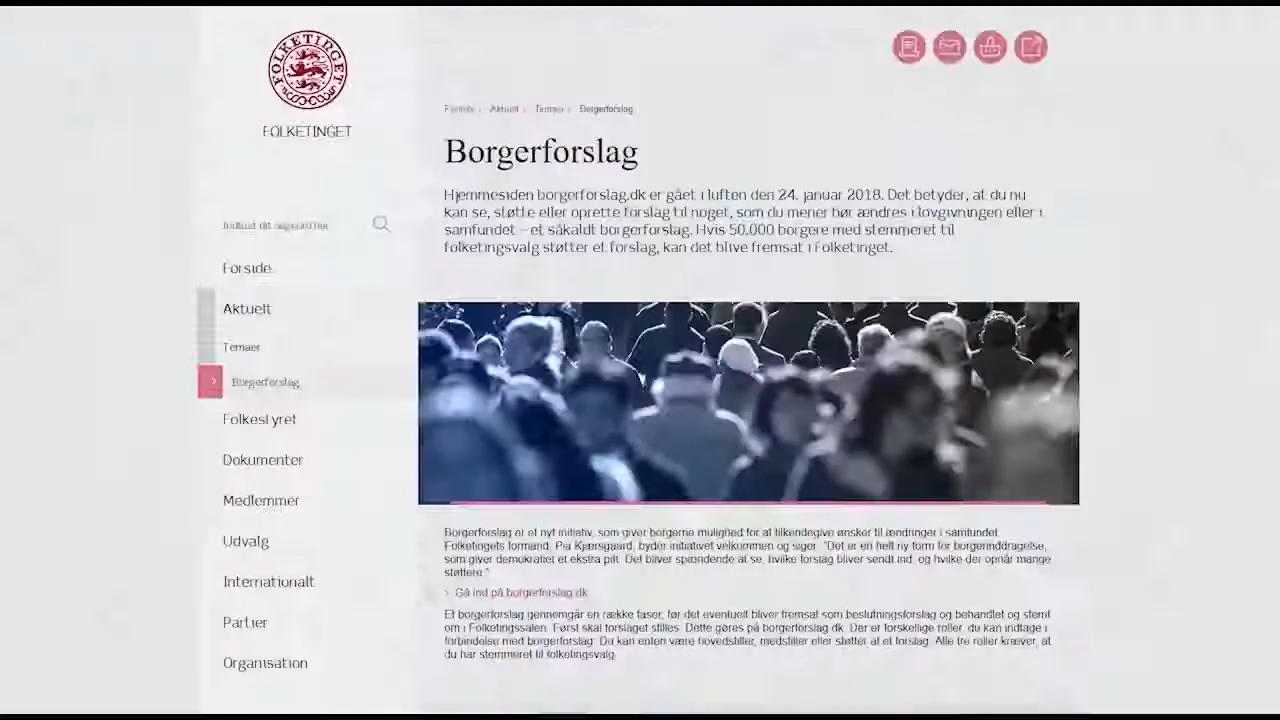 FOLKETINGET
FOLKETINGET
Forside › Aktuelt › Temaer › Borgerforslag
Borgerforslag
Hjemmesiden borgerforslag.dk er gået i luften den 24. januar 2018. Det betyder, at du nu
kan se, støtte eller oprette forslag til noget, som du mener bør ændres i lovgivningen eller i
samfundet – et såkaldt borgerforslag. Hvis 50.000 borgere med stemmeret til
folketingsvalg støtter et forslag, kan det blive fremsat i Folketinget.
Indtast dit
Forside
Aktuelt
Temaer
Borgerforslag
Folkestyret
Dokumenter
Medlemmer
Udvalg
Internationalt
Partier
Organisation
Borgerforslag er et nyt initiativ, som giver borgerne mulighed for at tilkendegive ønsker til ændringer i samfundet.
Folketingets formand, Pia Kjærsgaard, byder initiativet velkommen og siger: "Det er en helt ny form for borgerinddragelse,
som giver demokratiet et ekstra pift. Det bliver spændende at se, hvilke forslag bliver sendt ind, og hvilke der opnår mange
støttere."
› Gå ind på borgerforslag.dk
Et borgerforslag gennemgår en række faser, før det eventuelt bliver fremsat som beslutningsforslag og behandlet og stemt
om i Folketingssalen. Først skal forslaget stilles. Dette gøres på borgerforslag.dk. Der er forskellige roller, du kan indtage i
forbindelse med borgerforslag: Du kan enten være hovedstiller, medstiller eller støtter af et forslag. Alle tre roller kræver, at
du har stemmeret til folketingsvalg.